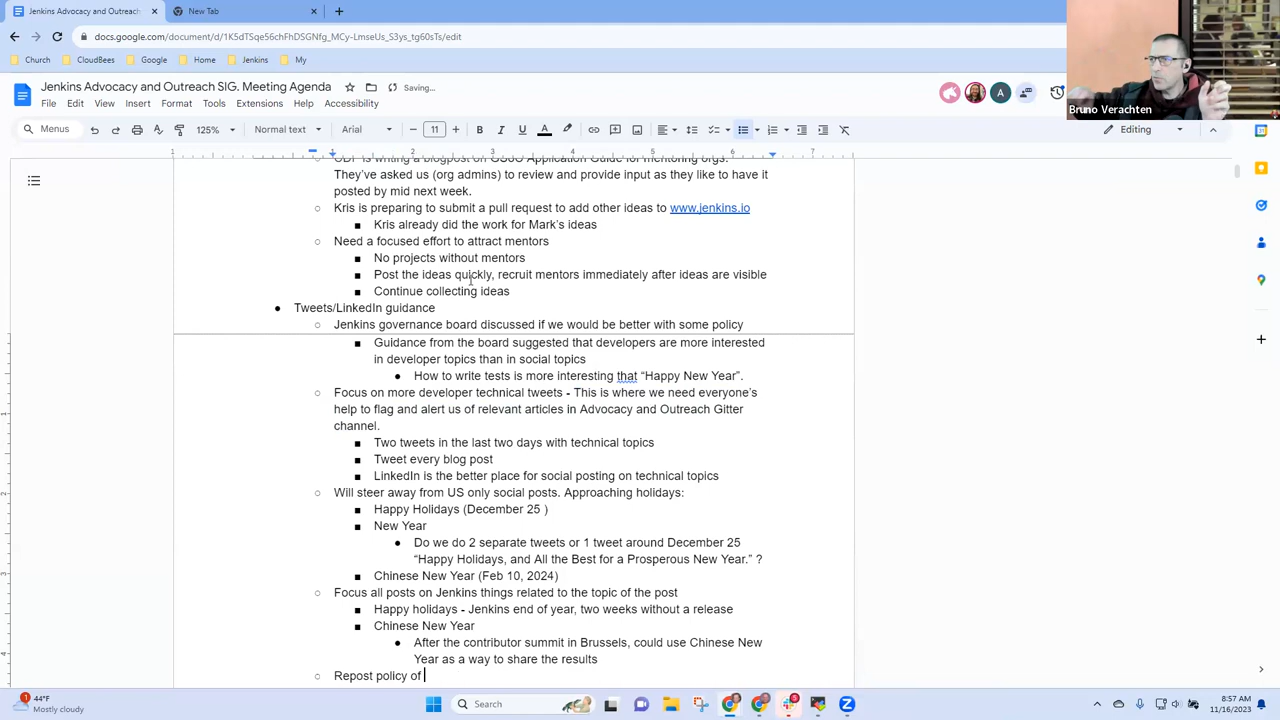 Jenkins Advocacy and Outreach
New Tab
docs.google.com/document/d/1K5dTSqe56chFhDSGNfg_MCy-LmseUs_S3ys_tg60sTs/edit
Church
CloudBees
Google
Home
Jenkins
My
Jenkins Advocacy and Outreach SIG. Meeting Agenda
Saving...
File Edit View Insert Format Tools Extensions Help Accessibility
A
Bruno Verachten
Menus
125%
Normal text
Arial
11
Editing
1 1 2 3 4 5 6 7
They've asked us (org admins) to review and provide input as they like to have it
posted by mid next week.
Kris is preparing to submit a pull request to add other ideas to www.jenkins.io
Kris already did the work for Mark's ideas
Need a focused effort to attract mentors
No projects without mentors
Post the ideas quickly, recruit mentors immediately after ideas are visible
Continue collecting ideas
Tweets/LinkedIn guidance
Jenkins governance board discussed if we would be better with some policy
Guidance from the board suggested that developers are more interested
in developer topics than in social topics
How to write tests is more interesting that “Happy New Year”.
Focus on more developer technical tweets - This is where we need everyone's
help to flag and alert us of relevant articles in Advocacy and Outreach Gitter
channel.
Two tweets in the last two days with technical topics
Tweet every blog post
LinkedIn is the better place for social posting on technical topics
Will steer away from US only social posts. Approaching holidays:
Happy Holidays (December 25 )
New Year
Do we do 2 separate tweets or 1 tweet around December 25
“Happy Holidays, and All the Best for a Prosperous New Year.” ?
Chinese New Year (Feb 10, 2024)
Focus all posts on Jenkins things related to the topic of the post
Happy holidays - Jenkins end of year, two weeks without a release
Chinese New Year
After the contributor summit in Brussels, could use Chinese New
Year as a way to share the results
Repost policy of
44°F
Mostly cloudy
Search
8:57 AM
11/16/2023